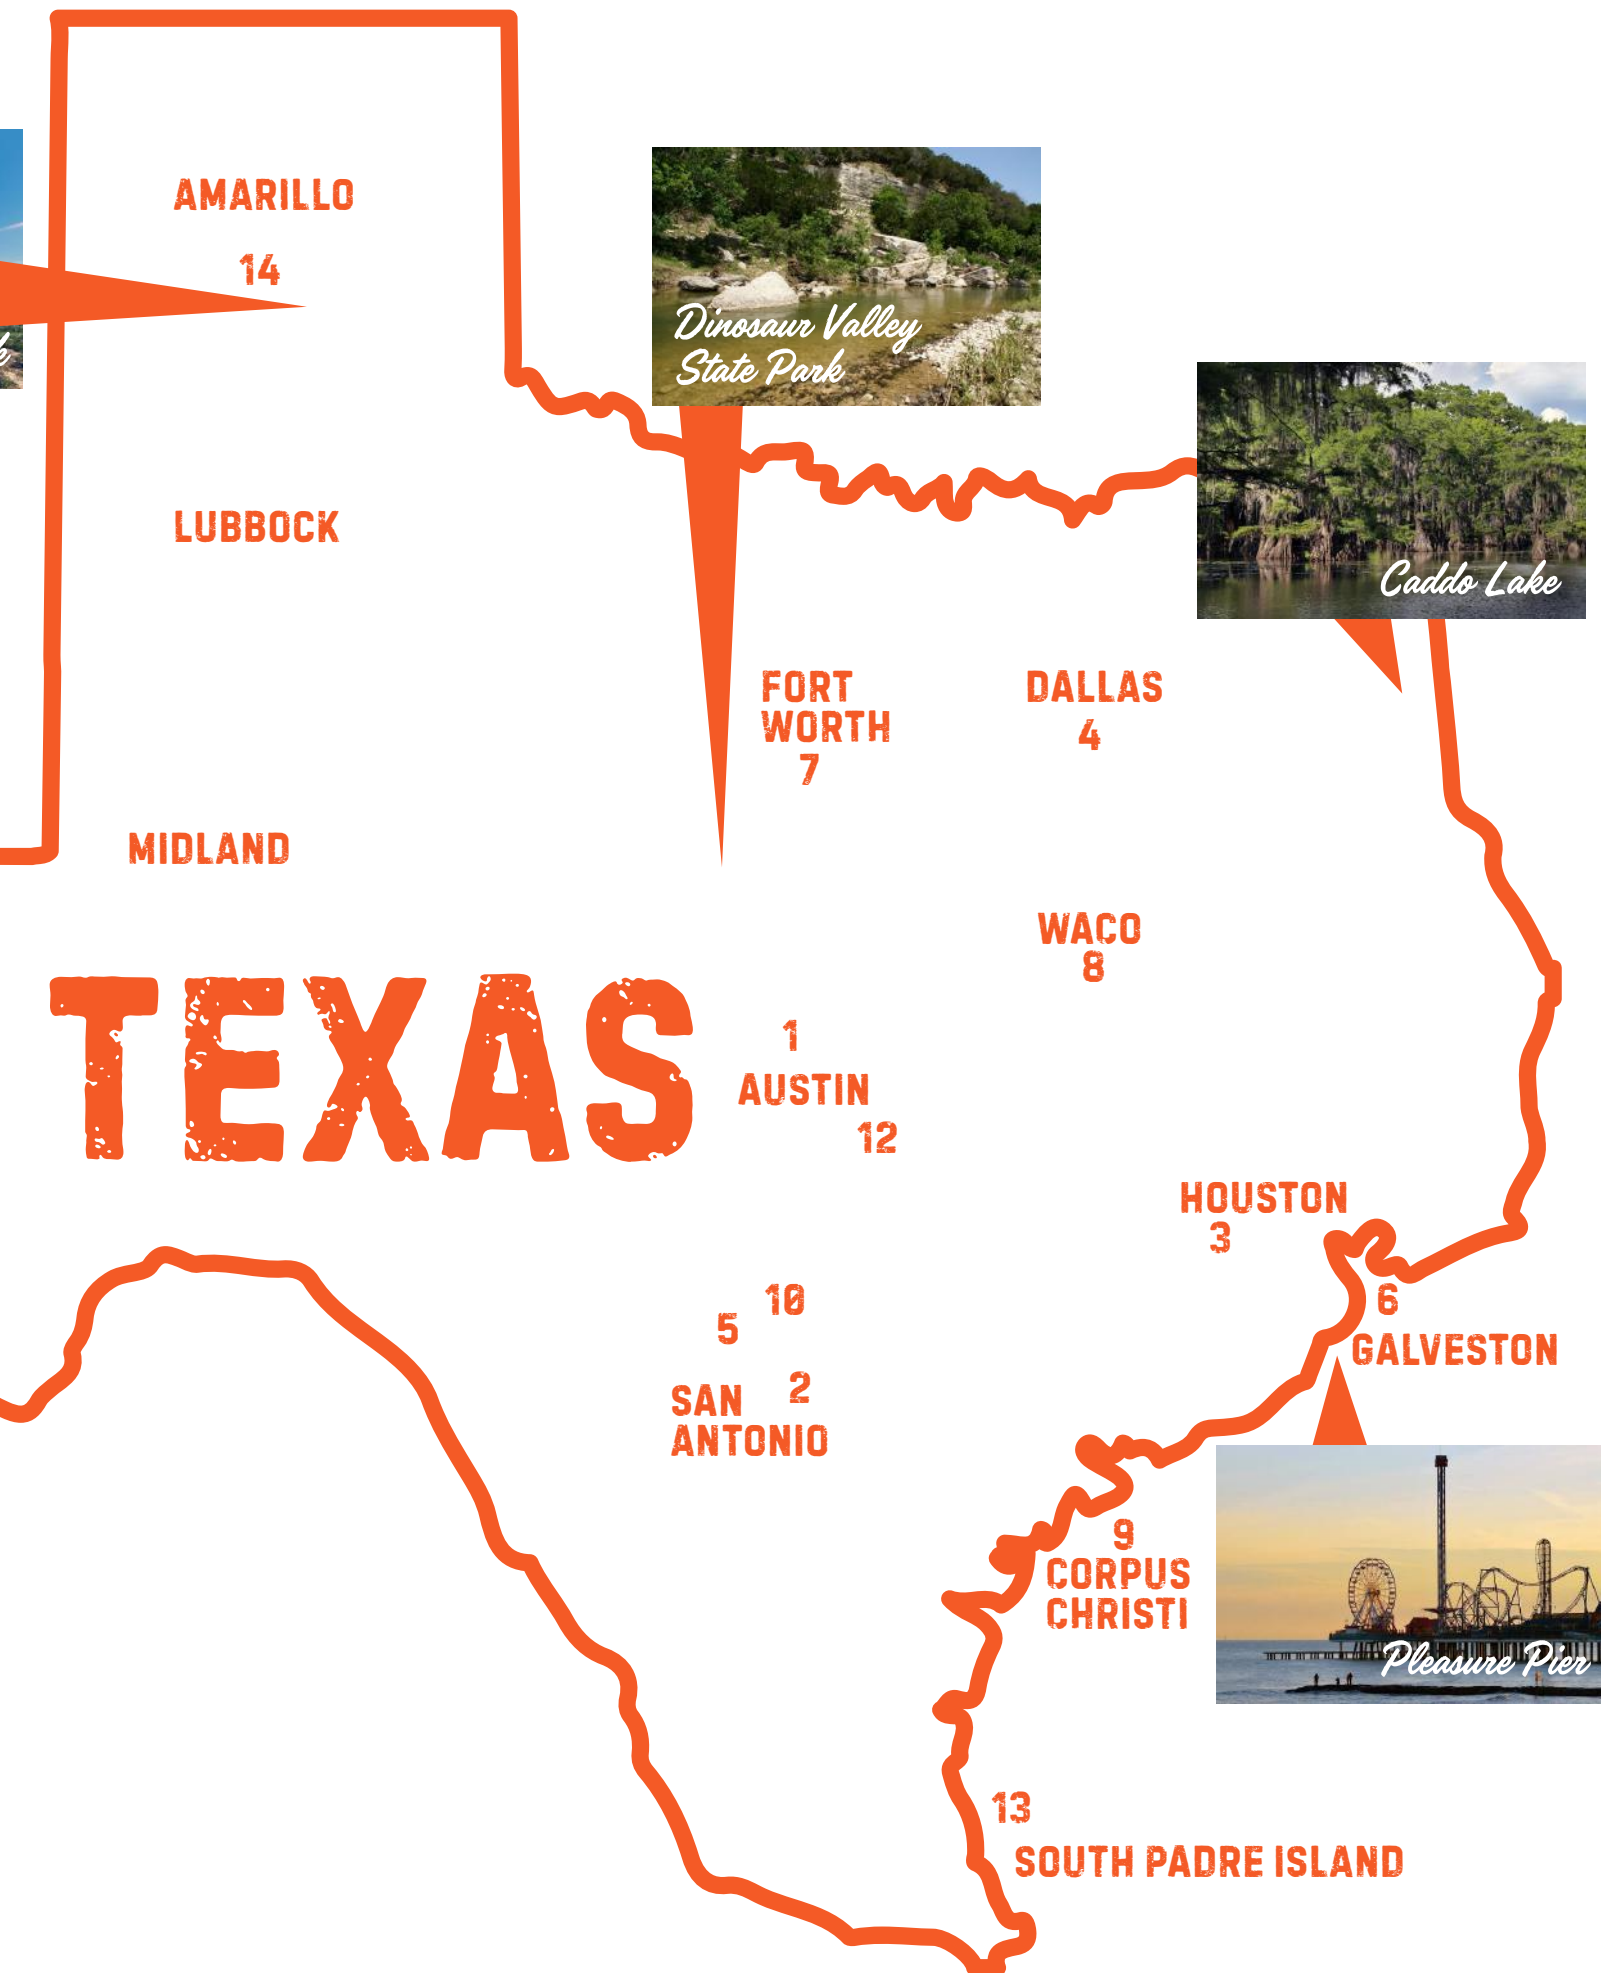 AMARILLO
14
Dinosaur Valley
State Park
Caddo Lake
LUBBOCK
FORT
WORTH
7
DALLAS
4
MIDLAND
WACO
8
TEXAS
1
AUSTIN
12
HOUSTON
3
10
5
6
GALVESTON
2
SAN
ANTONIO
9
CORPUS
CHRISTI
Pleasure Pier
13
SOUTH PADRE ISLAND